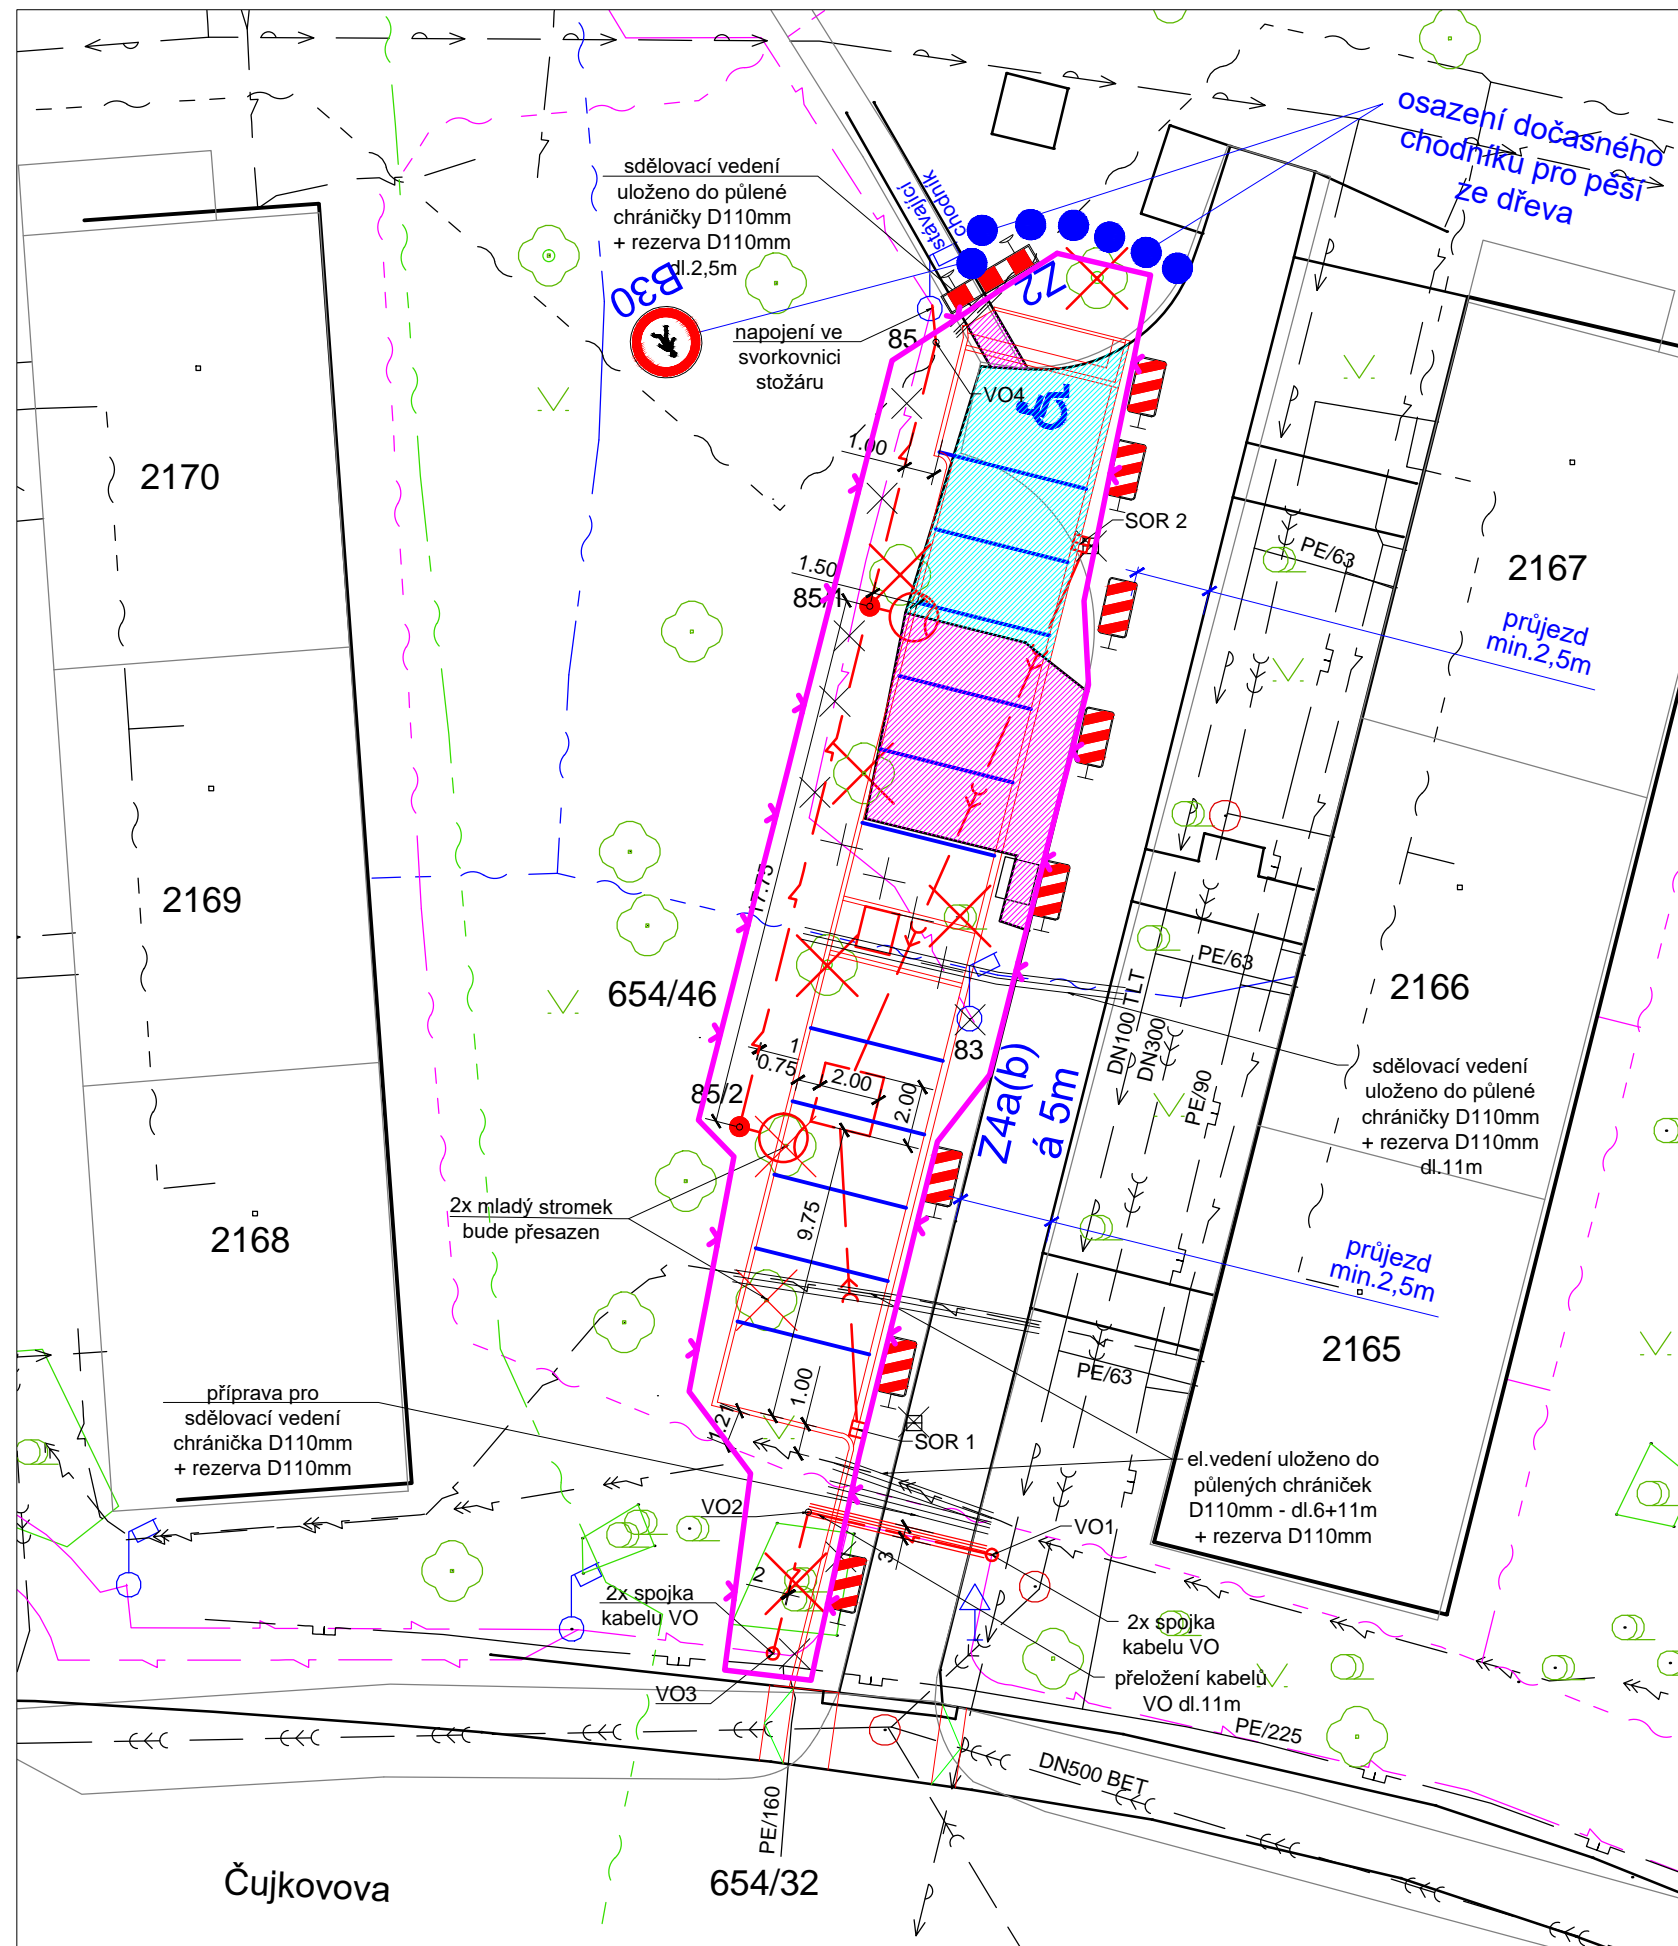 osazení dočasného
chodníku pro pěší
ze dřeva
sdělovací vedení
uloženo do půlené
chráničky D110mm
+ rezerva D110mm
dl.2,5m
stávající
chodník
B30
Z2
napojení ve
svorkovnici
stožáru
85
VO4
1.00
2170
SOR 2
PE/63
2167
1.50
85/1
průjezd
min.2,5m
17.75
2169
654/46
PE/63
2166
DN100 TLT
DN300
PE/90
83
Z4a(b)
á 5m
1
0.75
2.00
2.00
85/2
sdělovací vedení
uloženo do půlené
chráničky D110mm
+ rezerva D110mm
dl.11m
2x mladý stromek
bude přesazen
9.75
2168
průjezd
min.2,5m
2165
PE/63
1.00
1.21
příprava pro
sdělovací vedení
chránička D110mm
+ rezerva D110mm
SOR 1
el.vedení uloženo do
půlených chrániček
D110mm - dl.6+11m
+ rezerva D110mm
VO2
VO1
3
2
2x spojka
kabelu VO
2x spojka
kabelu VO
přeložení kabelů
VO dl.11m
VO3
PE/225
DN500 BET
PE/160
Čujkovova
654/32